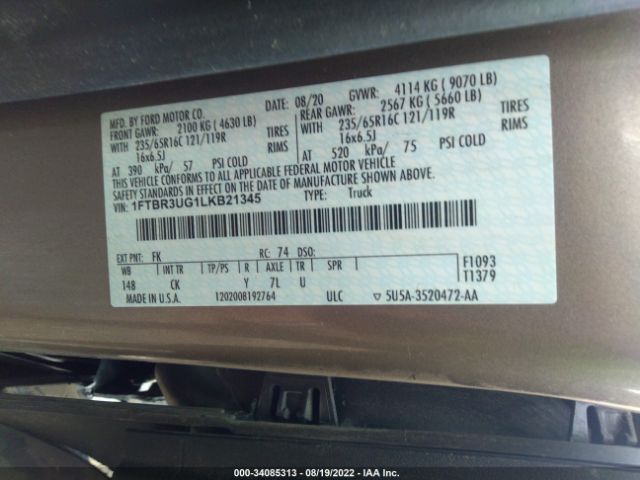 MFD. BY FORD MOTOR CO. DATE: 08/20 GVWR: 4114 KG ( 9070 LB)
FRONT GAWR: 2100 KG ( 4630 LB) REAR GAWR: 2567 KG ( 5660 LB)
WITH 235/65R16C 121/119R TIRES WITH 235/65R16C 121/119R TIRES
16x6.5J RIMS 16x6.5J RIMS
AT 390 kPa/ 57 PSI COLD AT 520 kPa/ 75 PSI COLD
THIS VEHICLE CONFORMS TO ALL APPLICABLE FEDERAL MOTOR VEHICLE
SAFETY STANDARDS IN EFFECT ON THE DATE OF MANUFACTURE SHOWN ABOVE.
VIN: 1FTBR3UG1LKB21345 TYPE: Truck
EXT PNT: FK RC: 74 DSO: F1093
WB INT TR TP/PS R AXLE TR SPR T1379
148 CK Y 7L U
MADE IN U.S.A. 1202008192764 ULC 5U5A-3520472-AA
000-34085313 - 08/19/2022 - IAA Inc.